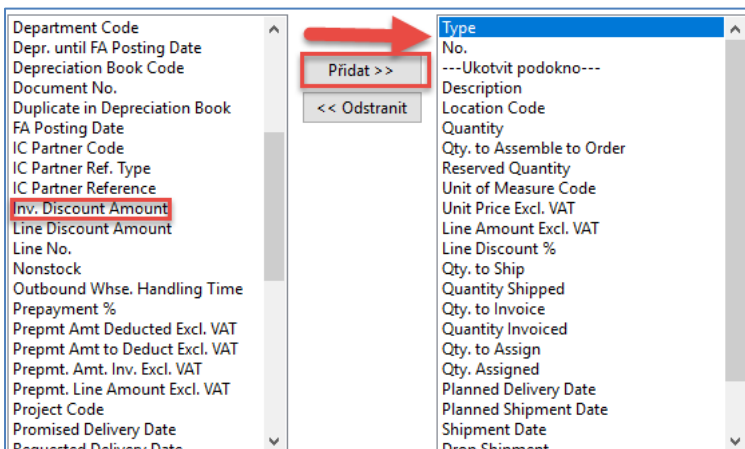 Department Code
Depr. until FA Posting Date
Depreciation Book Code
Document No.
Duplicate in Depreciation Book
FA Posting Date
IC Partner Code
IC Partner Ref. Type
IC Partner Reference
Inv. Discount Amount
Line Discount Amount
Line No.
Nonstock
Outbound Whse. Handling Time
Prepayment %
Prepmt Amt Deducted Excl. VAT
Prepmt Amt to Deduct Excl. VAT
Prepmt. Amt. Inv. Excl. VAT
Prepmt. Line Amount Excl. VAT
Project Code
Promised Delivery Date
Requested Delivery Date
Přidat >>
<< Odstranit
Type
No.
---Ukotvit podokno---
Description
Location Code
Quantity
Qty. to Assemble to Order
Reserved Quantity
Unit of Measure Code
Unit Price Excl. VAT
Line Amount Excl. VAT
Line Discount %
Qty. to Ship
Quantity Shipped
Qty. to Invoice
Quantity Invoiced
Qty. to Assign
Qty. Assigned
Planned Delivery Date
Planned Shipment Date
Shipment Date
Drop Shipment